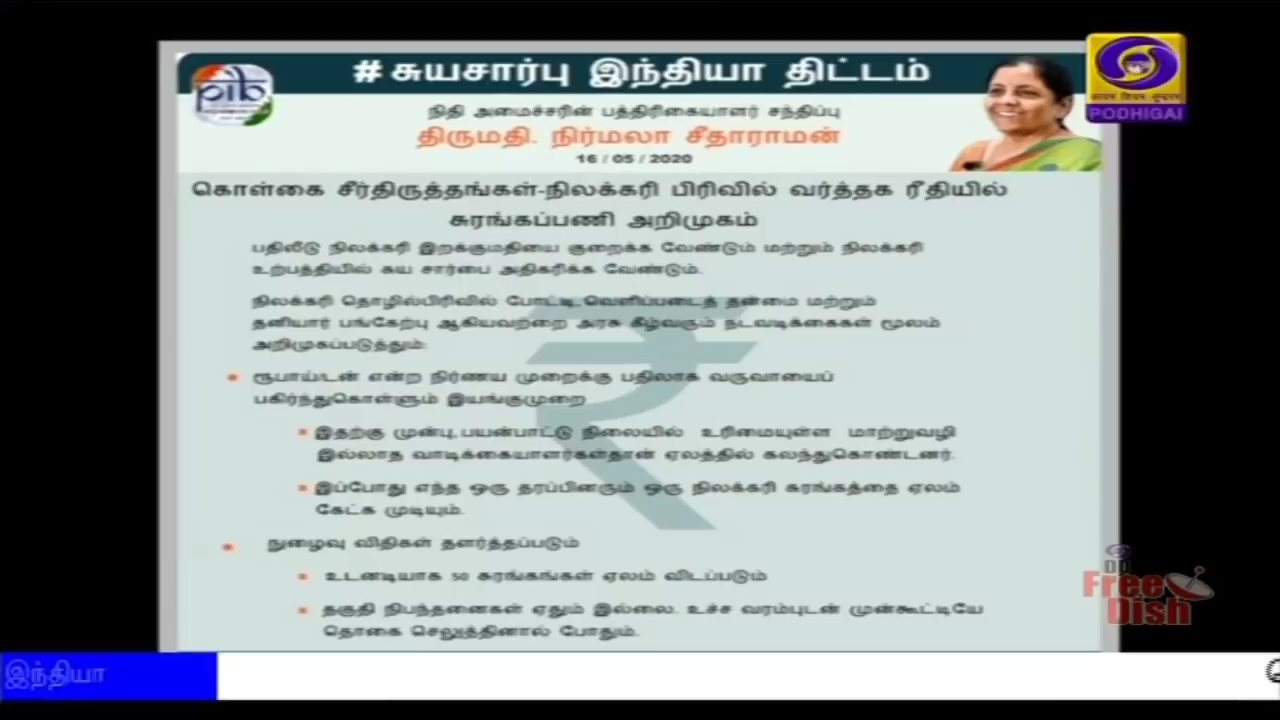 pib
#சுயசார்பு இந்தியா திட்டம்
நிதி அமைச்சரின் பத்திரிகையாளர் சந்திப்பு
திருமதி. நிர்மலா சீதாராமன்
16 / 05 / 2020
PODHIGAI
கொள்கை சீர்திருத்தங்கள்-நிலக்கரி பிரிவில் வர்த்தக ரீதியில்
சுரங்கப்பணி அறிமுகம்
பதிலீடு நிலக்கரி இறக்குமதியை குறைக்க வேண்டும் மற்றும் நிலக்கரி
உற்பத்தியில் சுய சார்பை அதிகரிக்க வேண்டும்.
நிலக்கரி தொழில்பிரிவில் போட்டி,வெளிப்படைத் தன்மை மற்றும்
தனியார் பங்கேற்பு ஆகியவற்றை அரசு கீழ்வரும் நடவடிக்கைகள் மூலம்
அறிமுகப்படுத்தும்:
ரூபாய்/டன் என்ற நிர்ணய முறைக்கு பதிலாக வருவாயைப்
பகிர்ந்துகொள்ளும் இயங்குமுறை
இதற்கு முன்பு,பயன்பாட்டு நிலையில் உரிமையுள்ள மாற்றுவழி
இல்லாத வாடிக்கையாளர்கள்தான் ஏலத்தில் கலந்துகொண்டனர்.
இப்போது எந்த ஒரு தரப்பினரும் ஒரு நிலக்கரி சுரங்கத்தை ஏலம்
கேட்க முடியும்.
நுழைவு விதிகள் தளர்த்தப்படும்
உடனடியாக 50 சுரங்கங்கள் ஏலம் விடப்படும்
தகுதி நிபந்தனைகள் ஏதும் இல்லை. உச்ச வரம்புடன் முன்கூட்டியே
தொகை செலுத்தினால் போதும்.
DD
Free
Dish
இந்தியா